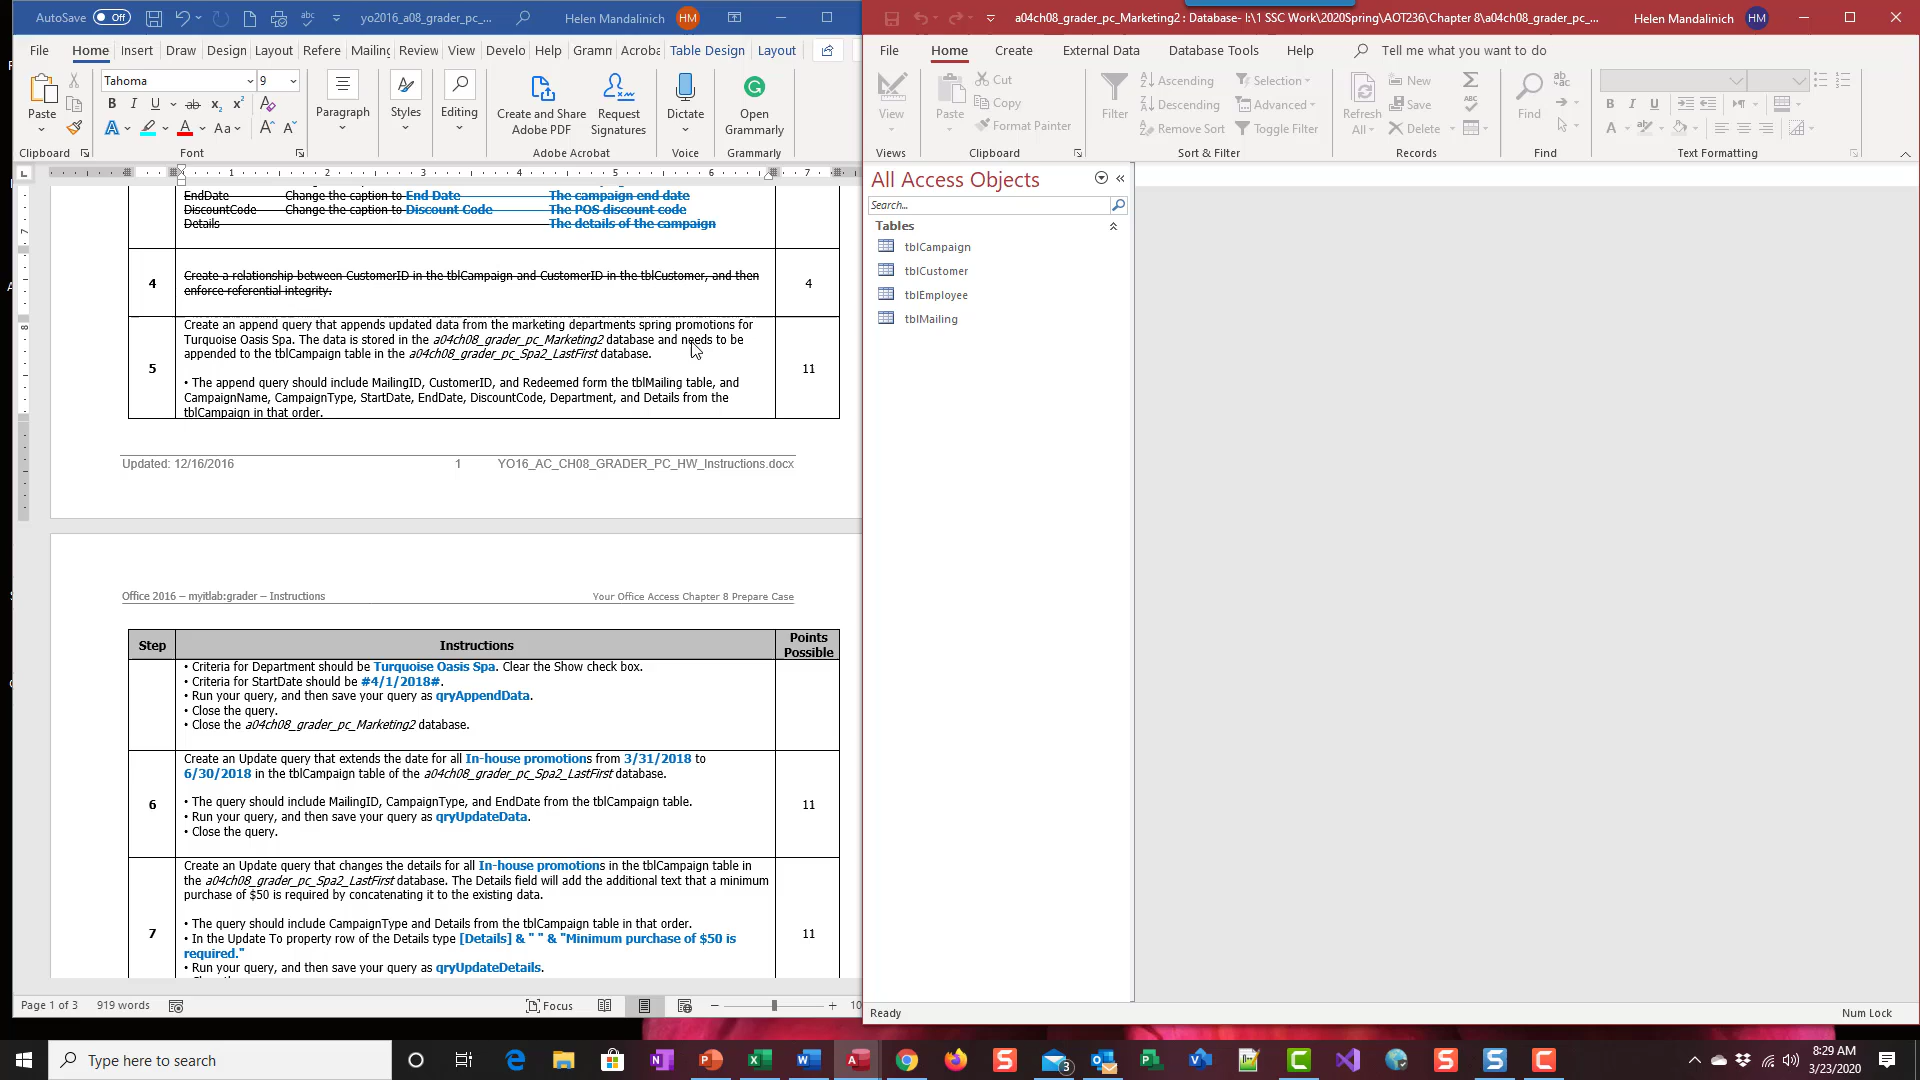 AutoSave Off yo2016_a08_grader_pc_... Helen Mandalinich HM
File Home Insert Draw Design Layout Refere Mailing Review View Develo Help Gramm Acroba Table Design Layout
Tahoma 9
Paste Paragraph Styles Editing Create and Share Adobe PDF Request Signatures Dictate Open Grammarly
Clipboard Font Adobe Acrobat Voice Grammarly
EndDate Change the caption to End Date The campaign end date
DiscountCode Change the caption to Discount Code The POS discount code
Details The details of the campaign
4 Create a relationship between CustomerID in the tblCampaign and CustomerID in the tblCustomer, and then 4
enforce referential integrity.
Create an append query that appends updated data from the marketing departments spring promotions for
Turquoise Oasis Spa. The data is stored in the a04ch08_grader_pc_Marketing2 database and needs to be
appended to the tblCampaign table in the a04ch08_grader_pc_Spa2_LastFirst database.
5 11
• The append query should include MailingID, CustomerID, and Redeemed form the tblMailing table, and
CampaignName, CampaignType, StartDate, EndDate, DiscountCode, Department, and Details from the
tblCampaign in that order.
Updated: 12/16/2016 1 YO16_AC_CH08_GRADER_PC_HW_Instructions.docx
Office 2016 – myitlab:grader – Instructions Your Office Access Chapter 8 Prepare Case
Step Instructions Points Possible
• Criteria for Department should be Turquoise Oasis Spa. Clear the Show check box.
• Criteria for StartDate should be #4/1/2018#.
• Run your query, and then save your query as qryAppendData.
• Close the query.
• Close the a04ch08_grader_pc_Marketing2 database.
Create an Update query that extends the date for all In-house promotions from 3/31/2018 to
6/30/2018 in the tblCampaign table of the a04ch08_grader_pc_Spa2_LastFirst database.
6 • The query should include MailingID, CampaignType, and EndDate from the tblCampaign table. 11
• Run your query, and then save your query as qryUpdateData.
• Close the query.
Create an Update query that changes the details for all In-house promotions in the tblCampaign table in
the a04ch08_grader_pc_Spa2_LastFirst database. The Details field will add the additional text that a minimum
purchase of $50 is required by concatenating it to the existing data.
• The query should include CampaignType and Details from the tblCampaign table in that order.
7 • In the Update To property row of the Details type [Details] & " " & "Minimum purchase of $50 is 11
required."
• Run your query, and then save your query as qryUpdateDetails.
Page 1 of 3 919 words Focus 10
a04ch08_grader_pc_Marketing2 : Database- I:\1 SSC Work\2020Spring\AOT236\Chapter 8\a04ch08_grader_pc_... Helen Mandalinich HM
File Home Create External Data Database Tools Help Tell me what you want to do
View Paste Cut Copy Format Painter Filter Ascending Descending Remove Sort Selection Advanced Toggle Filter Refresh All New Save Delete Find
Views Clipboard Sort & Filter Records Find Text Formatting
All Access Objects
Search...
Tables
tblCampaign
tblCustomer
tblEmployee
tblMailing
Ready Num Lock
Type here to search 3 8:29 AM
3/23/2020